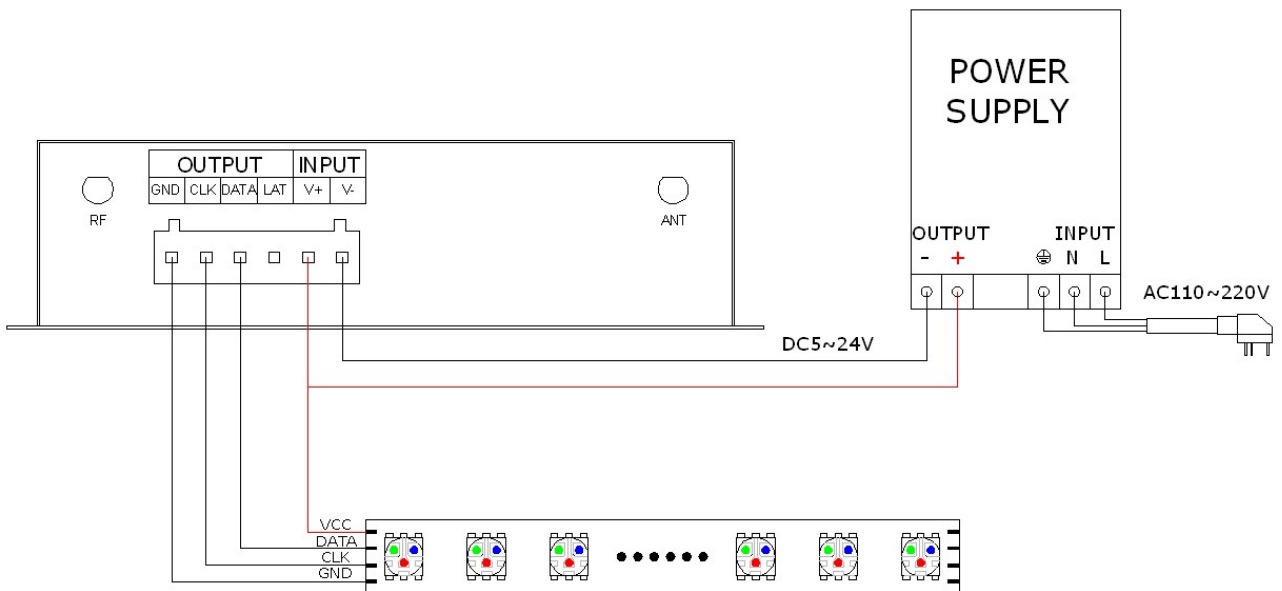 POWER
SUPPLY
OUTPUT INPUT
GND CLK DATA LAT V+ V-
RF
ANT
OUTPUT INPUT
- + N L
AC110~220V
DC5~24V
VCC
DATA
CLK
GND